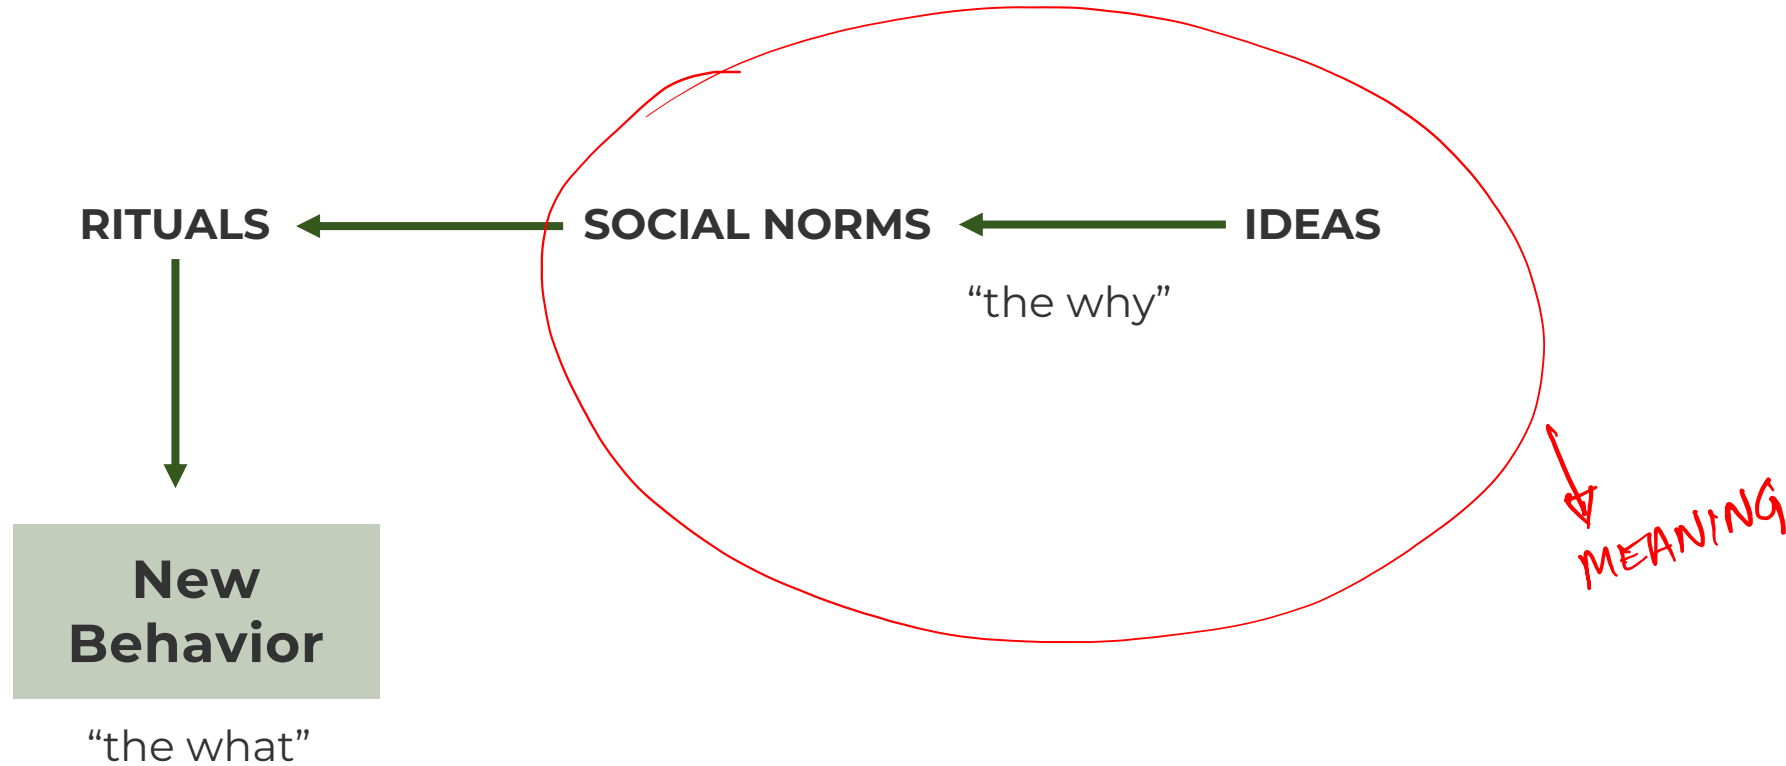 RITUALS
SOCIAL NORMS
IDEAS
“the why”
MEANING
New
Behavior
“the what”